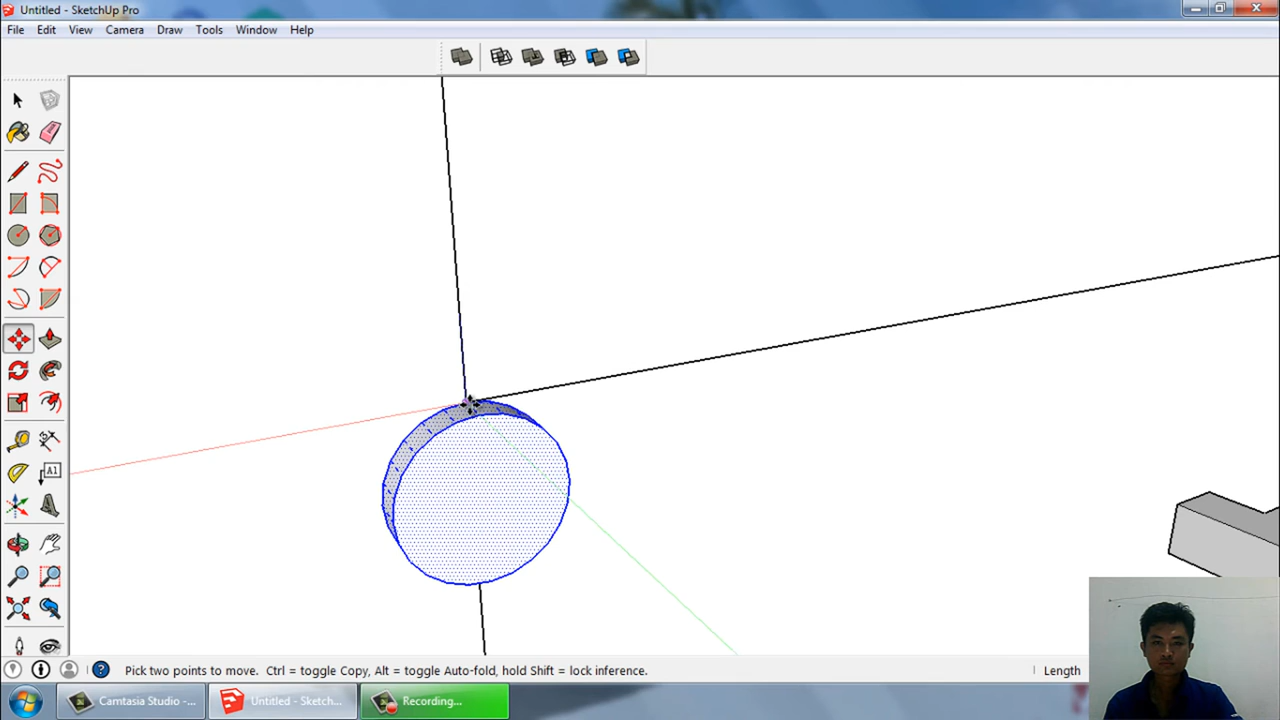 Untitled - SketchUp Pro
File Edit View Camera Draw Tools Window Help
A1
Pick two points to move. Ctrl = toggle Copy, Alt = toggle Auto-fold, hold Shift = lock inference.
Length
Camtasia Studio -...
Untitled - Sketch...
Recording...